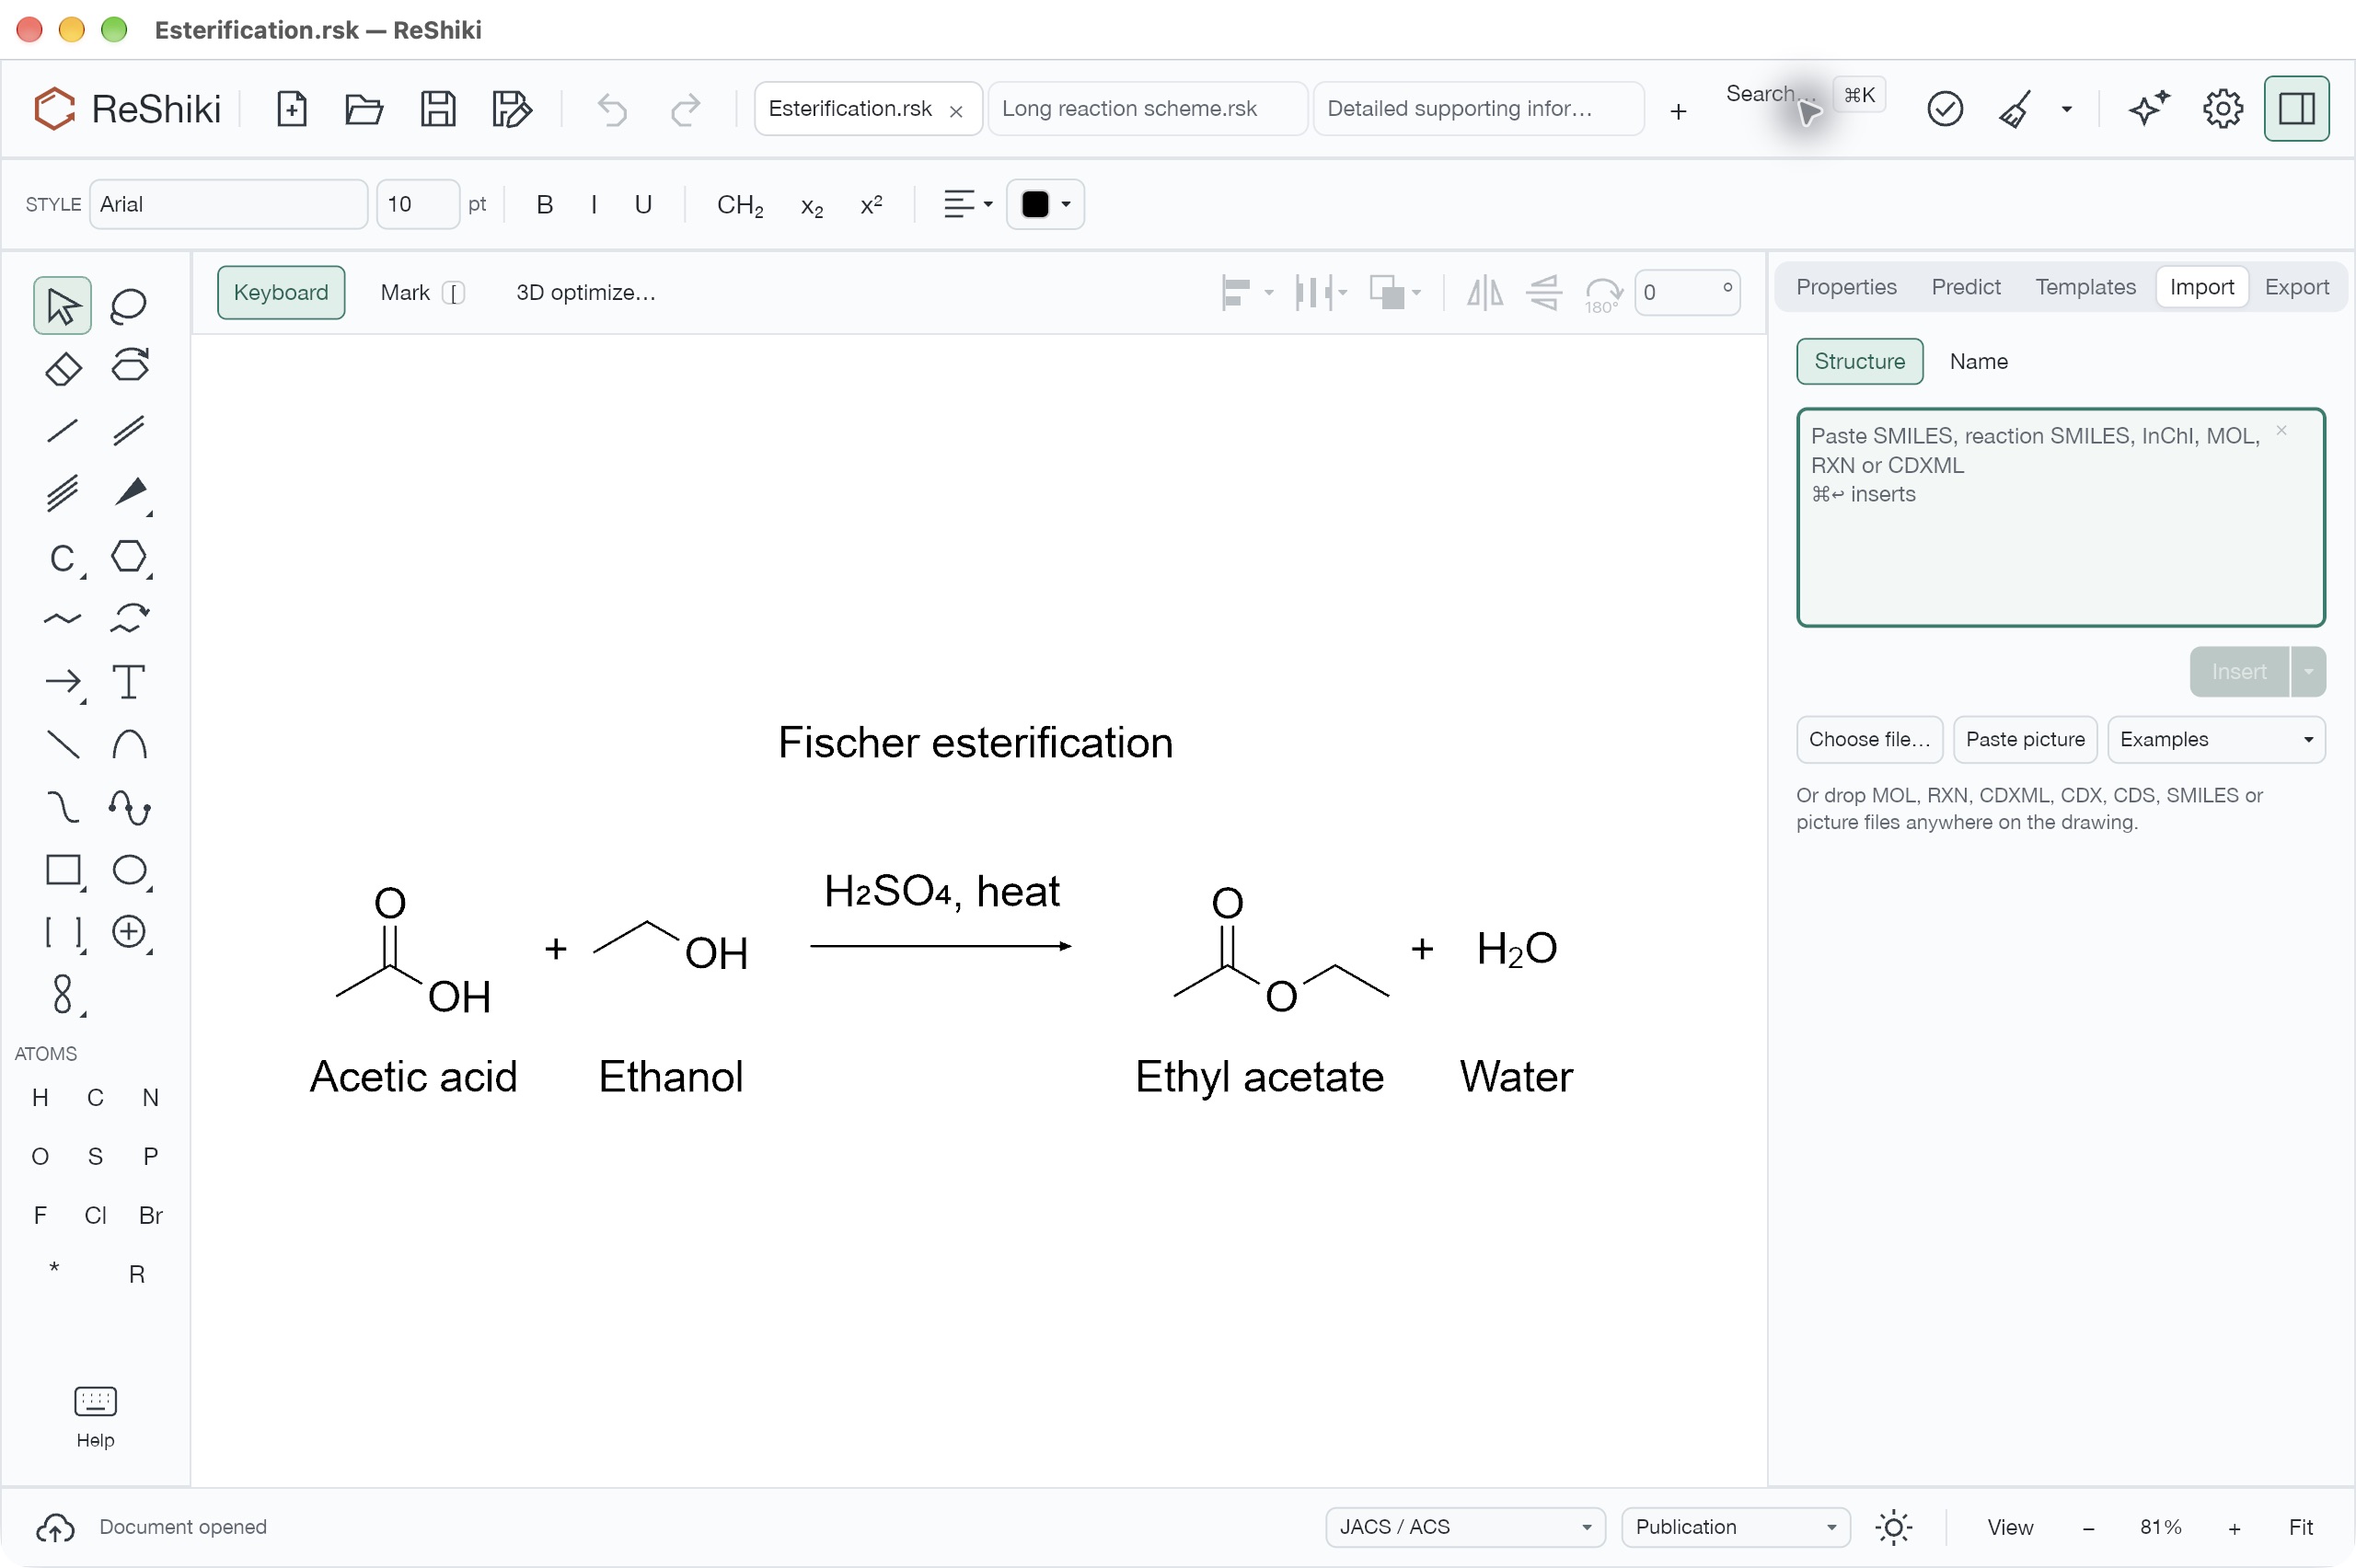 Esterification.rsk — ReShiki
ReShiki
Esterification.rsk ×
Long reaction scheme.rsk
Detailed supporting infor…
+
Search… ⌘K
STYLE Arial 10 pt B I U CH₂ x₂ x²
Keyboard Mark [ 3D optimize…
180° 0 °
Properties Predict Templates Import Export
Structure Name
Paste SMILES, reaction SMILES, InChI, MOL, ×
RXN or CDXML
⌘↩ inserts
Insert
Choose file… Paste picture Examples
Or drop MOL, RXN, CDXML, CDX, CDS, SMILES or
picture files anywhere on the drawing.
C
T
[ ]
ATOMS
H C N
O S P
F Cl Br
* R
Help
Fischer esterification
H₂SO₄, heat
O OH + OH
O O + H₂O
Acetic acid Ethanol Ethyl acetate Water
Document opened
JACS / ACS Publication View − 81% + Fit